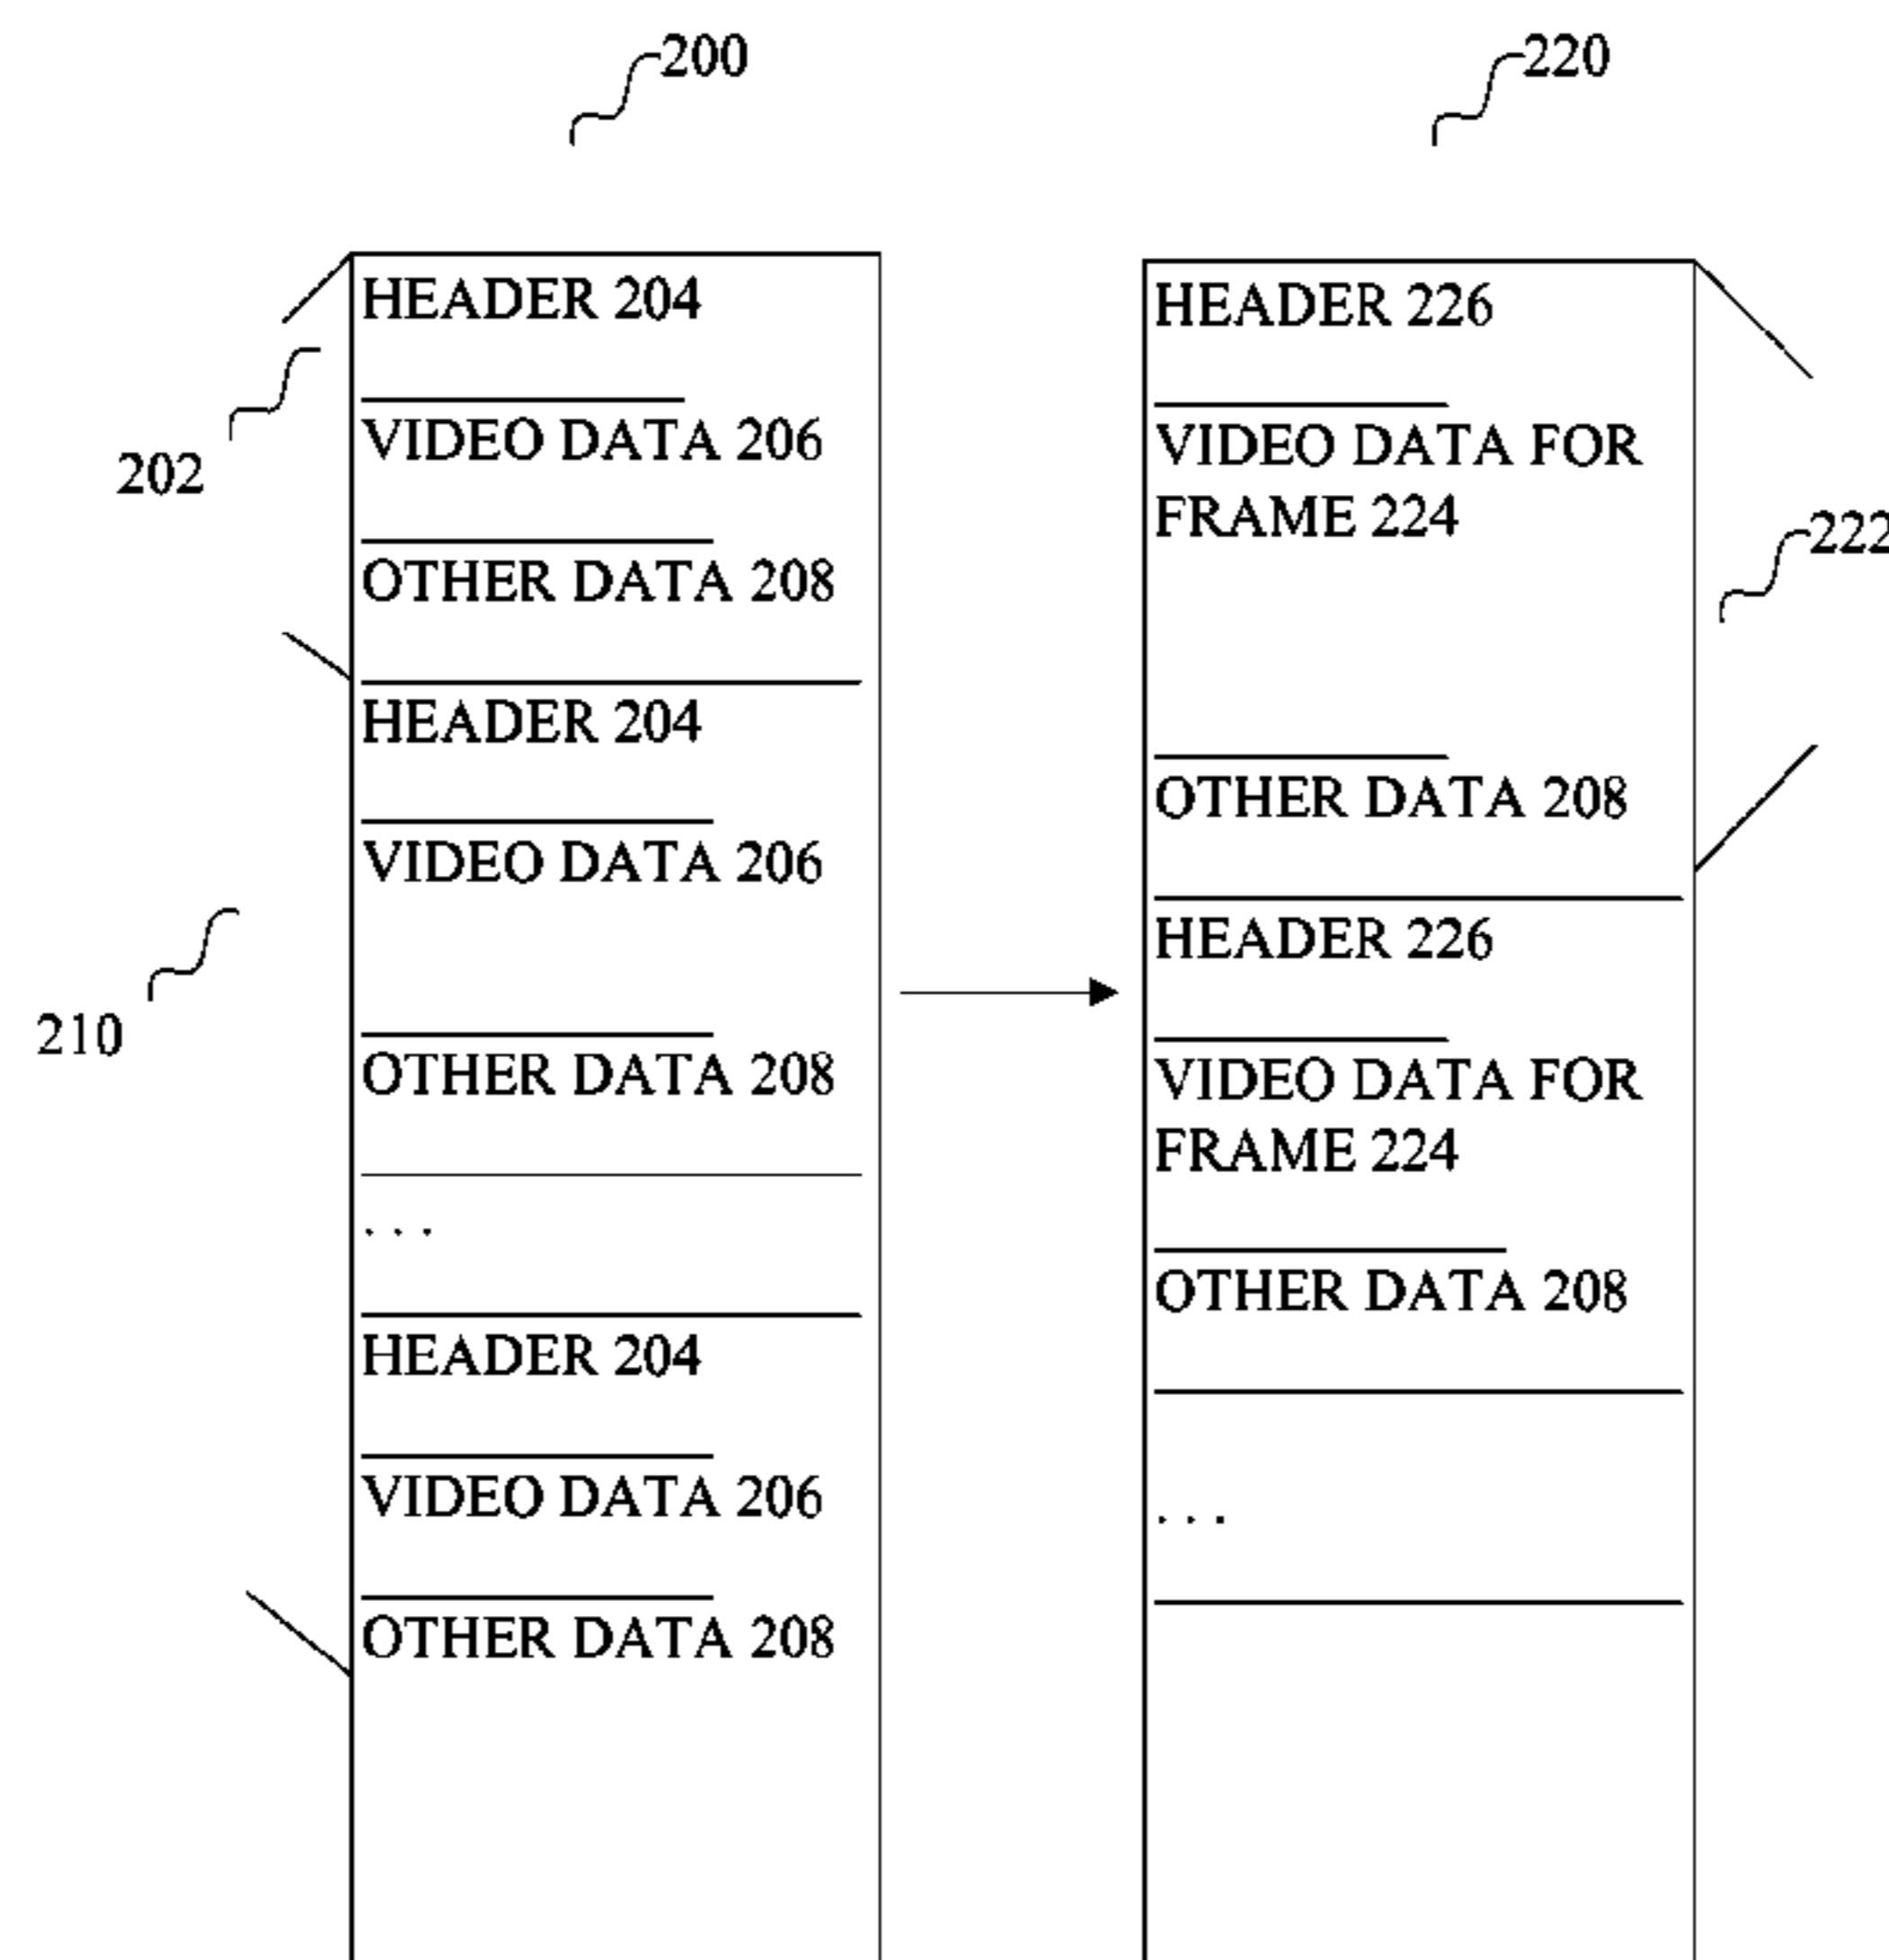 200
220
HEADER 204
VIDEO DATA 206
202
OTHER DATA 208
HEADER 204
VIDEO DATA 206
210
OTHER DATA 208
. . .
HEADER 204
VIDEO DATA 206
OTHER DATA 208
HEADER 226
VIDEO DATA FOR
FRAME 224
222
OTHER DATA 208
HEADER 226
VIDEO DATA FOR
FRAME 224
OTHER DATA 208
. . .